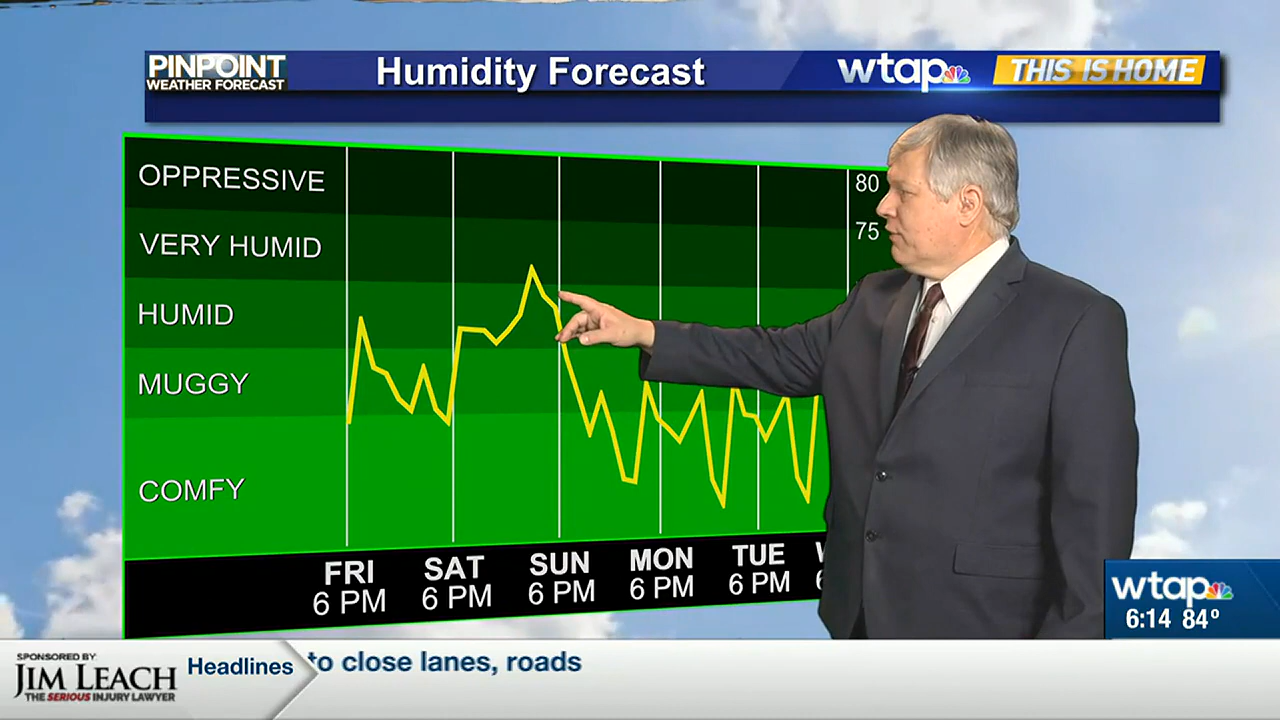 PINPOINT
WEATHER FORECAST
Humidity Forecast
wtap
THIS IS HOME
OPPRESSIVE
VERY HUMID
HUMID
MUGGY
COMFY
80
75
FRI
6 PM
SAT
6 PM
SUN
6 PM
MON
6 PM
TUE
6 PM
wtap
6:14 84°
SPONSORED BY:
JIM LEACH
THE SERIOUS INJURY LAWYER
Headlines
to close lanes, roads